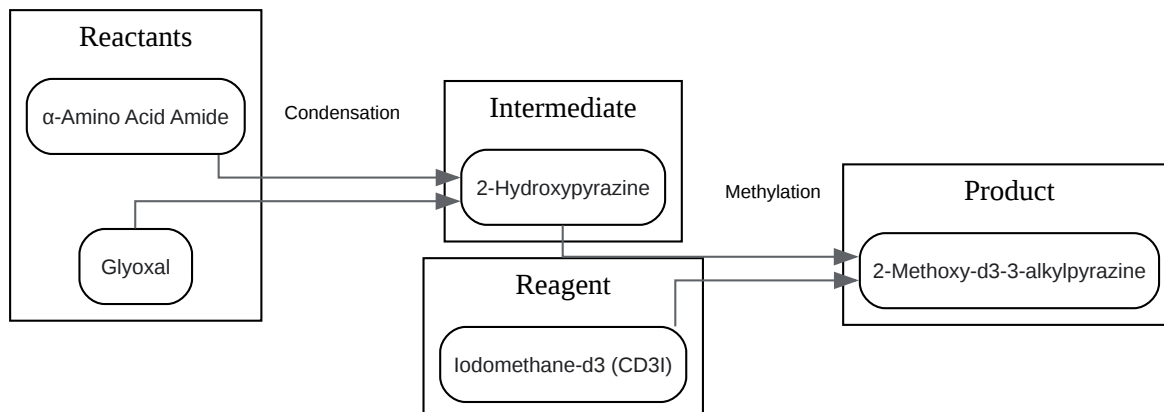 Reactants
α-Amino Acid Amide
Glyoxal
Condensation
Intermediate
2-Hydroxypyrazine
Reagent
Iodomethane-d3 (CD3I)
Methylation
Product
2-Methoxy-d3-3-alkylpyrazine